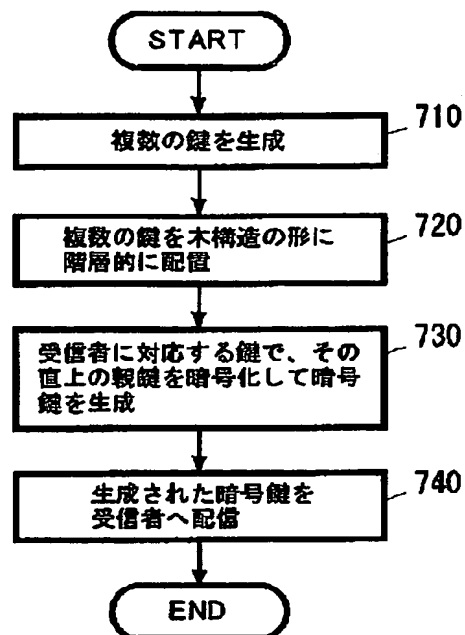 START
710
複数の鍵を生成
720
複数の鍵を木構造の形に
階層的に配置
730
受信者に対応する鍵で、その
直上の親鍵を暗号化して暗号
鍵を生成
740
生成された暗号鍵を
受信者へ配信
END